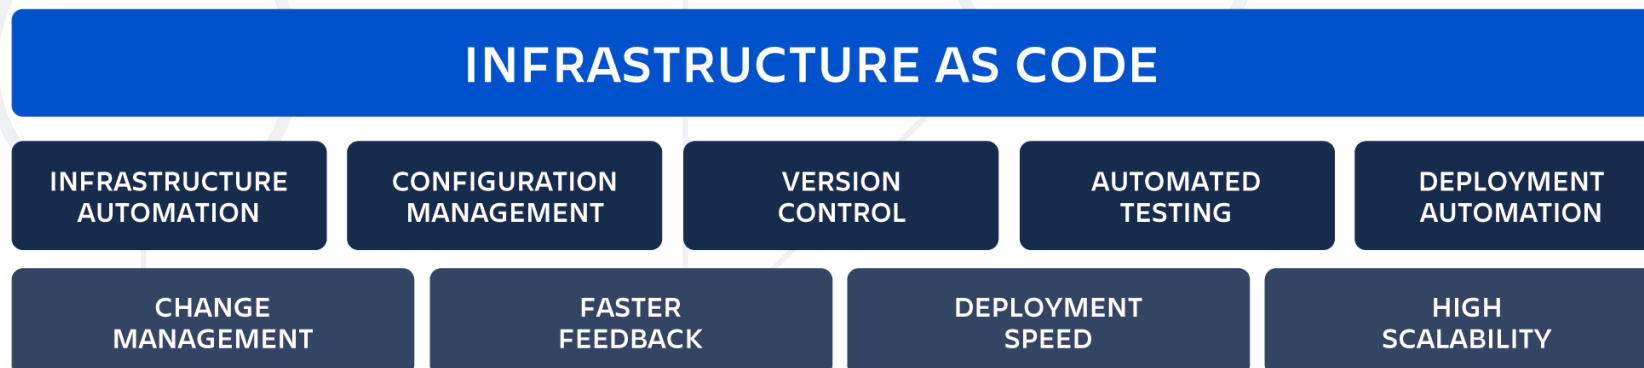 INFRASTRUCTURE AS CODE
INFRASTRUCTURE
AUTOMATION
CONFIGURATION
MANAGEMENT
VERSION
CONTROL
AUTOMATED
TESTING
DEPLOYMENT
AUTOMATION
CHANGE
MANAGEMENT
FASTER
FEEDBACK
DEPLOYMENT
SPEED
HIGH
SCALABILITY